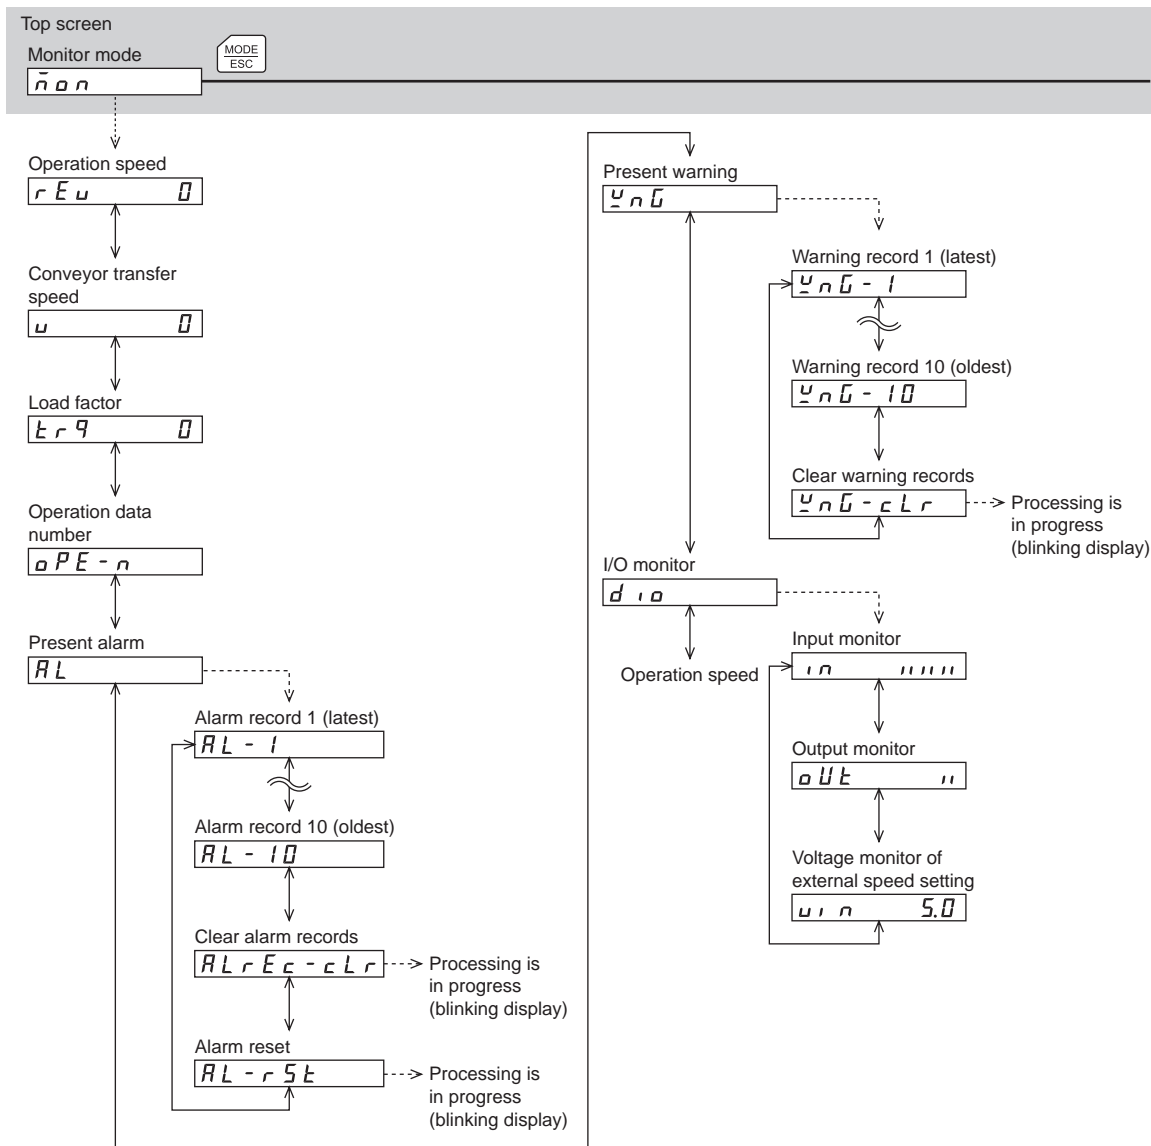 Top screen
Monitor mode
MODE
ESC
non
Operation speed
rEv 0
Conveyor transfer
speed
v 0
Load factor
trq 0
Operation data
number
oPE-n
Present alarm
AL
Alarm record 1 (latest)
AL-1
Alarm record 10 (oldest)
AL-10
Clear alarm records
ALrEc-cLr
Processing is
in progress
(blinking display)
Alarm reset
AL-rSt
Processing is
in progress
(blinking display)
Present warning
WnG
Warning record 1 (latest)
WnG-1
Warning record 10 (oldest)
WnG-10
Clear warning records
WnG-cLr
Processing is
in progress
(blinking display)
I/O monitor
dio
Operation speed
Input monitor
in
Output monitor
oUt
Voltage monitor of
external speed setting
vin 5.0